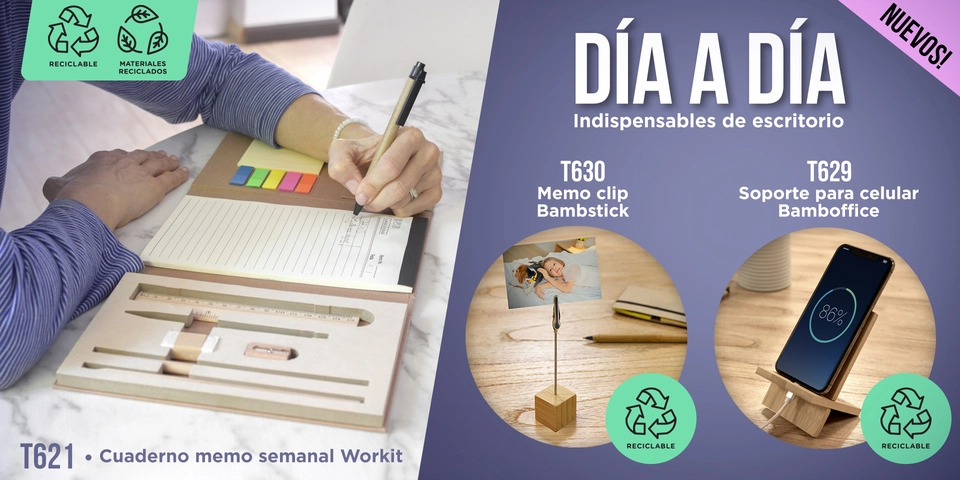 RECICLABLE
MATERIALES
RECICLADOS
T621 • Cuaderno memo semanal Workit
NUEVOS!
DÍA A DÍA
Indispensables de escritorio
T630
Memo clip
Bambstick
T629
Soporte para celular
Bamboffice
86%
RECICLABLE
RECICLABLE